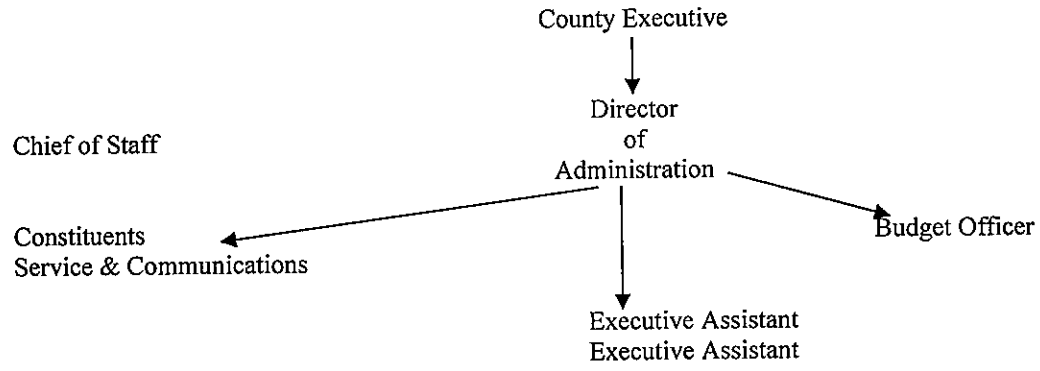 County Executive
Director
of
Administration
Chief of Staff
Constituents
Service & Communications
Budget Officer
Executive Assistant
Executive Assistant